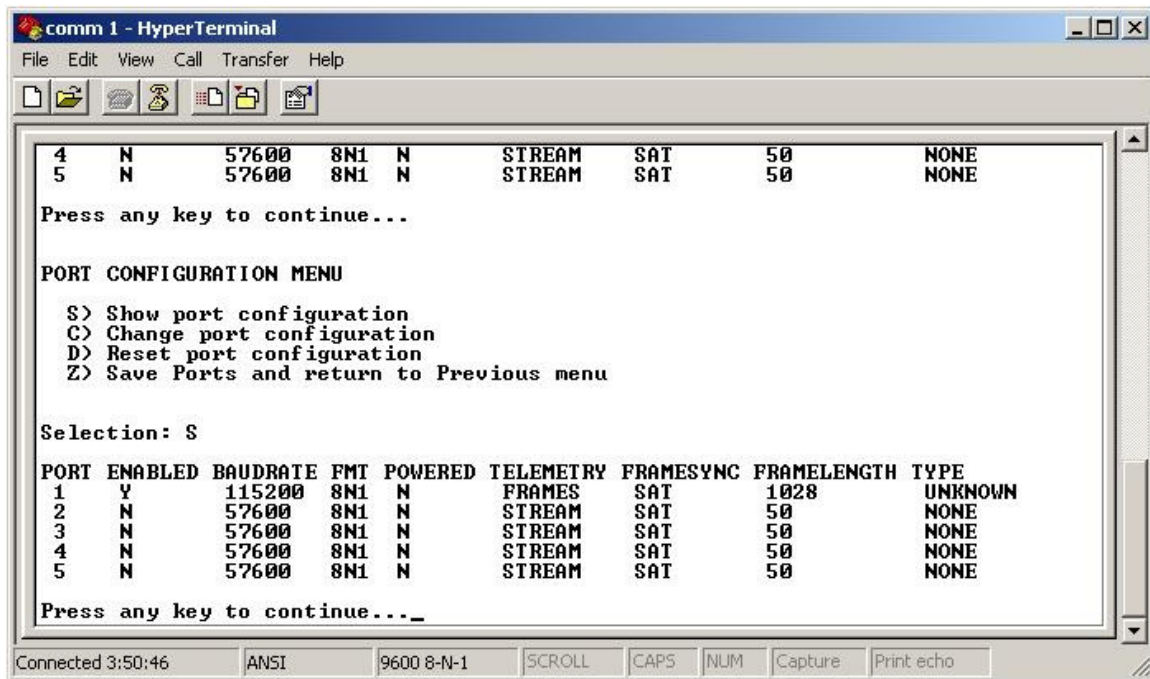 comm 1 - HyperTerminal
File Edit View Call Transfer Help
4 N 57600 8N1 N STREAM SAT 50 NONE
5 N 57600 8N1 N STREAM SAT 50 NONE
Press any key to continue...
PORT CONFIGURATION MENU
S) Show port configuration
C) Change port configuration
D) Reset port configuration
Z) Save Ports and return to Previous menu
Selection: S
PORT ENABLED BAUDRATE FMT POWERED TELEMETRY FRAMESYNC FRAMELENGTH TYPE
1 Y 115200 8N1 N FRAMES SAT 1028 UNKNOWN
2 N 57600 8N1 N STREAM SAT 50 NONE
3 N 57600 8N1 N STREAM SAT 50 NONE
4 N 57600 8N1 N STREAM SAT 50 NONE
5 N 57600 8N1 N STREAM SAT 50 NONE
Press any key to continue..._
Connected 3:50:46 ANSI 9600 8-N-1 SCROLL CAPS NUM Capture Print echo